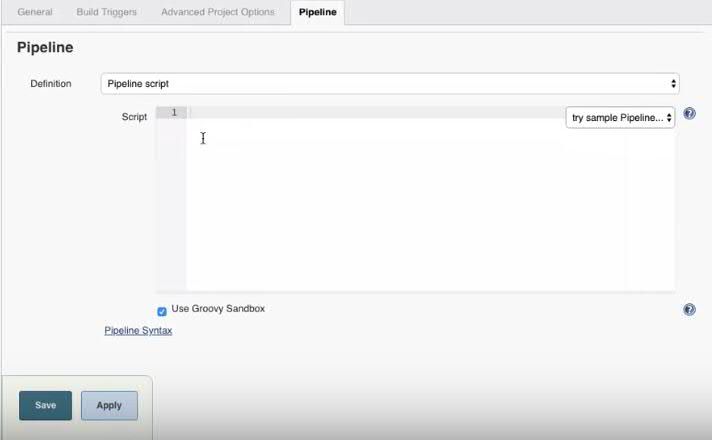 General Build Triggers Advanced Project Options Pipeline
Pipeline
Definition Pipeline script
Script 1 try sample Pipeline...
Use Groovy Sandbox
Pipeline Syntax
Save Apply